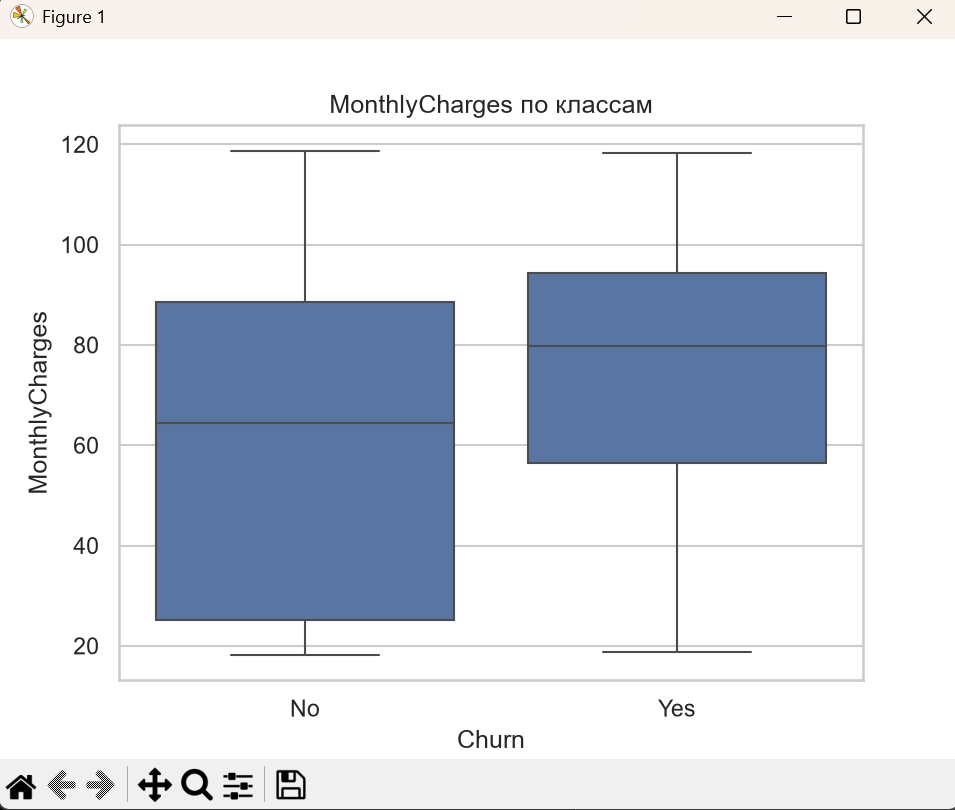 Figure 1
MonthlyCharges по классам
120
100
80
60
40
20
MonthlyCharges
No
Yes
Churn